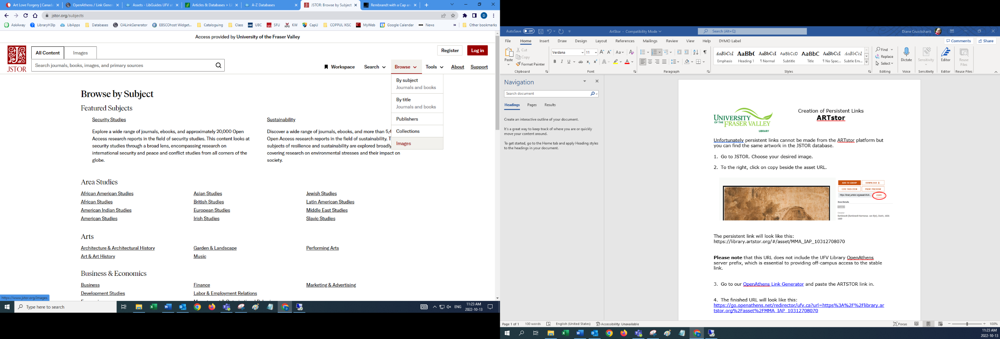 Art Love Forgery | Canad
OpenAthens / Link Gener
Assets - LibGuides UFV a
Articles & Databases > Li
A-Z Databases
JSTOR: Browse by Subject
Rembrandt with a Cap an
jstor.org/subjects
D
AskAway
LibraryH3lp
LibApps
Databases
OALinkGenerator
EBSCOhost Widget...
Cataloguing
Class
UBC
SFU
KW
CapU
COPPUL IKSC
MyWeb
Google Calendar
News
»
Other bookmarks
Access provided by University of the Fraser Valley
JSTOR
All Content
Images
Search journals, books, images, and primary sources
Register
Log in
Workspace
Search
Browse
Tools
About
Support
By subject
Journals and books
By title
Journals and books
Publishers
Collections
Images
Browse by Subject
Featured Subjects
Security Studies
Explore a wide range of journals, ebooks, and approximately 20,000 Open
Access research reports in the field of security studies. This content looks at
security studies through a broad lens, encompassing research on
international security and peace and conflict studies from all corners of the
globe.
Sustainability
Discover a wide range of journals, ebooks, and more than 5,4
Open Access research reports in the field of sustainability. T
subjects of resilience and sustainability are explored broadly
covering research on environmental stresses and their impact on
society.
Area Studies
African American Studies
Asian Studies
Jewish Studies
African Studies
British Studies
Latin American Studies
American Indian Studies
European Studies
Middle East Studies
American Studies
Irish Studies
Slavic Studies
Arts
Architecture & Architectural History
Garden & Landscape
Performing Arts
Art & Art History
Music
Business & Economics
Business
Finance
Marketing & Advertising
Development Studies
Labor & Employment Relations
https://www.jstor.org/images
Type here to search
ENG
11:23 AM
2022-10-13
AutoSave Off
ArtStor - Compatibility Mode
Search (Alt+Q)
Diane Cruickshank
File
Home
Insert
Draw
Design
Layout
References
Mailings
Review
View
Help
DYMO Label
Comments
Share
Paste
Cut
Copy
Format Painter
Clipboard
Verdana
11
Font
Paragraph
AaBbCcI
Emphasis
AaBb(
Heading 1
AaBbCcI
¶ Normal
AaBbCcD
Subtitle
AaBbC
Title
AaBbCcI
¶ No Spac...
AaBbCcI
Subtle Em...
Styles
Find
Replace
Select
Editing
Dictate
Voice
Sensitivity
Sensitivity
Editor
Editor
Reuse
Files
Reuse Files
Navigation
Search document
Headings
Pages
Results
Create an interactive outline of your document.
It's a great way to keep track of where you are or quickly
move your content around.
To get started, go to the Home tab and apply Heading styles
to the headings in your document.
UNIVERSITY
OF THE FRASER VALLEY
LIBRARY
Creation of Persistent Links
ARTstor
Unfortunately persistent links cannot be made from the ARTstor platform but
you can find the same artwork in the JSTOR database.
1. Go to JSTOR. Choose your desired image.
2. To the right, click on copy beside the asset URL.
ADD TO GROUP
DOWNLOAD
CITE THIS ITEM
PRINT PREVIEW
https://library.artstor.org/asset/MMA...
COPY
Item Details
ARTSTOR
Creator
Rembrandt (Rembrandt Harmensz. van Rijn), Dutch, 1606-
1669
The persistent link will look like this:
https://library.artstor.org/#/asset/MMA_IAP_10312708070
Please note that this URL does not include the UFV Library OpenAthens
server prefix, which is essential to providing off-campus access to the stable
link.
3. Go to our OpenAthens Link Generator and paste the ARTSTOR link in.
4. The finished URL will look like this:
https://go.openathens.net/redirector/ufv.ca?url=https%3A%2F%2Flibrary.ar
tstor.org%2Fasset%2FMMA_IAP_10312708070
Page 1 of 1
100 words
English (United States)
Accessibility: Unavailable
Focus
100%
11:23 AM
2022-10-13